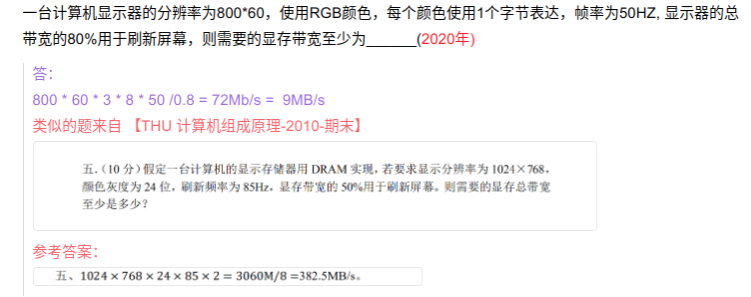 一台计算机显示器的分辨率为800*60，使用RGB颜色，每个颜色使用1个字节表达，帧率为50HZ, 显示器的总
带宽的80%用于刷新屏幕，则需要的显存带宽至少为______(2020年)
答：
800 * 60 * 3 * 8 * 50 /0.8 = 72Mb/s = 9MB/s
类似的题来自 【THU 计算机组成原理-2010-期末】
五.（10 分）假定一台计算机的显示存储器用 DRAM 实现, 若要求显示分辨率为 1024×768,
颜色灰度为 24 位，刷新频率为 85Hz，显存带宽的 50%用于刷新屏幕。则需要的显存总带宽
至少是多少？
参考答案：
五、1024 × 768 × 24 × 85 × 2 = 3060M/8 =382.5MB/s。